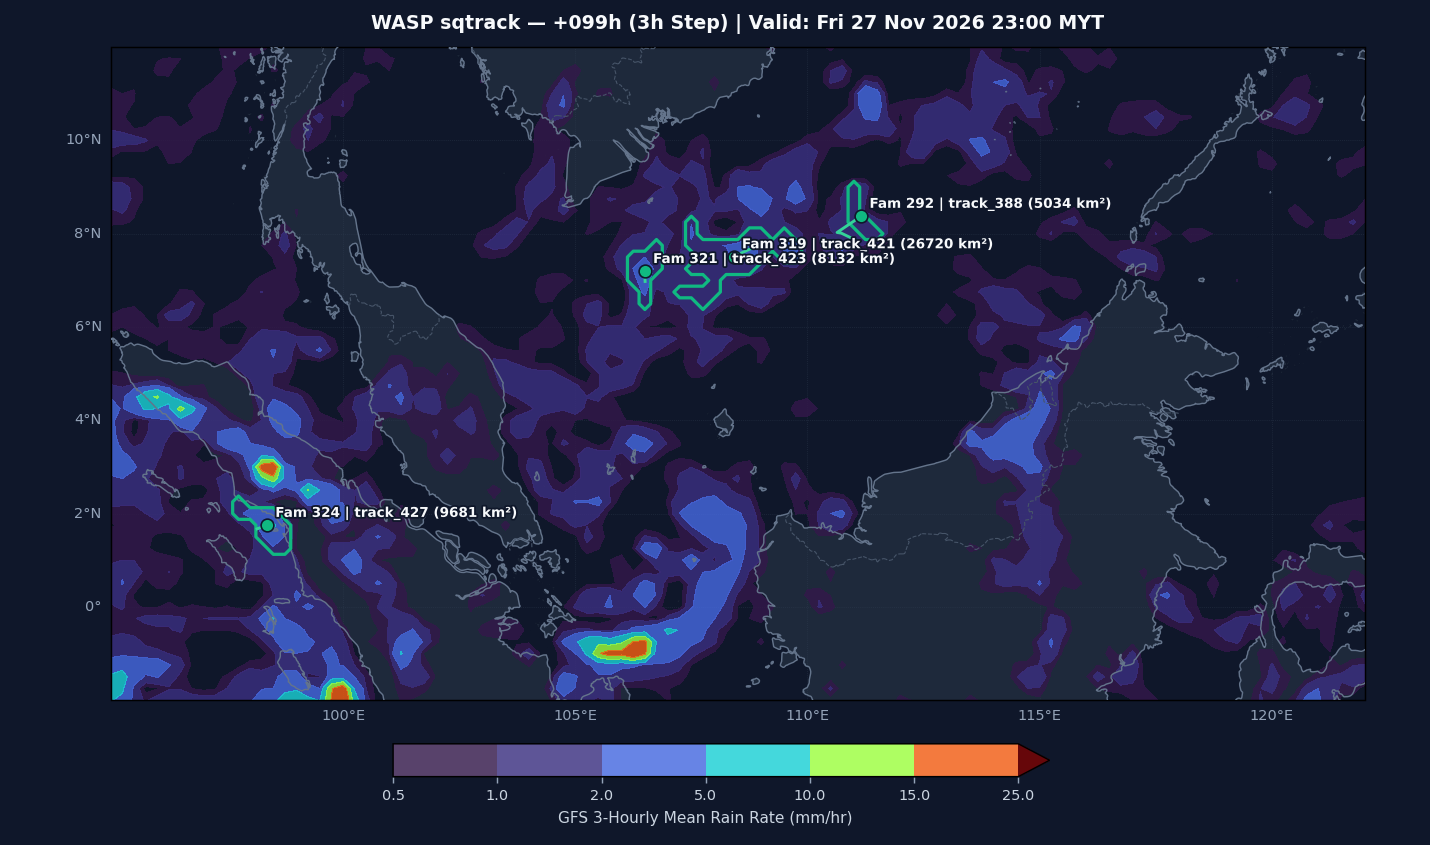 WASP sqtrack — +099h (3h Step) | Valid: Fri 27 Nov 2026 23:00 MYT
10°N
8°N
6°N
4°N
2°N
0°
Fam 292 | track_388 (5034 km²)
Fam 319 | track_421 (26720 km²)
Fam 321 | track_423 (8132 km²)
Fam 324 | track_427 (9681 km²)
100°E 105°E 110°E 115°E 120°E
0.5 1.0 2.0 5.0 10.0 15.0 25.0
GFS 3-Hourly Mean Rain Rate (mm/hr)